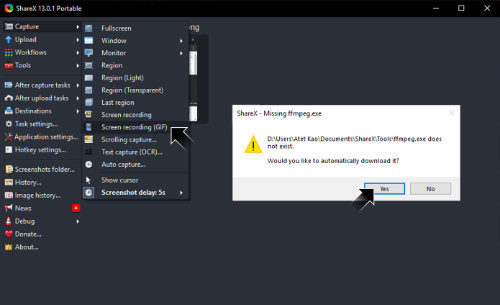 ShareX 13.0.1 Portable
Capture
Upload
Workflows
Tools
After capture tasks
After upload tasks
Destinations
Task settings...
Application settings...
Hotkey settings...
Screenshots folder...
History...
Image history...
News
Debug
Donate...
About...
Fullscreen
Window
Monitor
Region
Region (Light)
Region (Transparent)
Last region
Screen recording
Screen recording (GIF)
Scrolling capture...
Text capture (OCR)...
Auto capture...
Show cursor
Screenshot delay: 5s
ShareX - Missing ffmpeg.exe
D:\Users\Atet Kao\Documents\ShareX\Tools\ffmpeg.exe does
not exist.
Would you like to automatically download it?
Yes
No